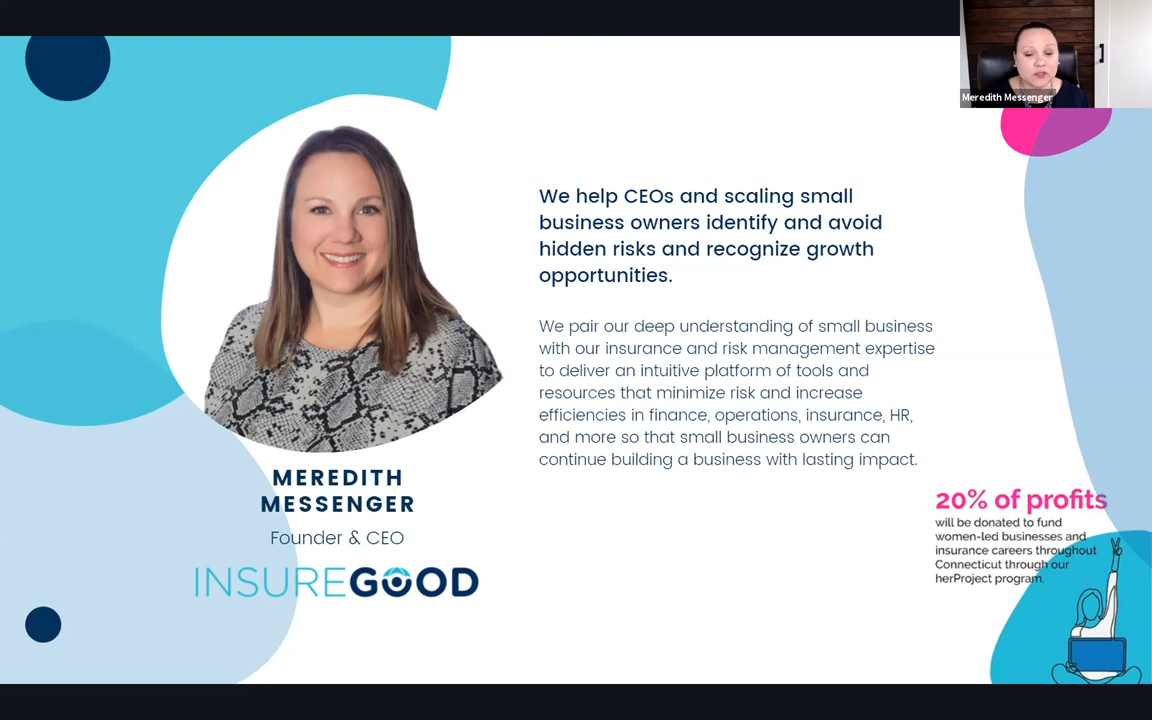 Meredith Messenger
We help CEOs and scaling small
business owners identify and avoid
hidden risks and recognize growth
opportunities.
We pair our deep understanding of small business
with our insurance and risk management expertise
to deliver an intuitive platform of tools and
resources that minimize risk and increase
efficiencies in finance, operations, insurance, HR,
and more so that small business owners can
continue building a business with lasting impact.
MEREDITH
MESSENGER
Founder & CEO
INSUREGOOD
20% of profits
will be donated to fund
women-led businesses and
insurance careers throughout
Connecticut through our
herProject program.